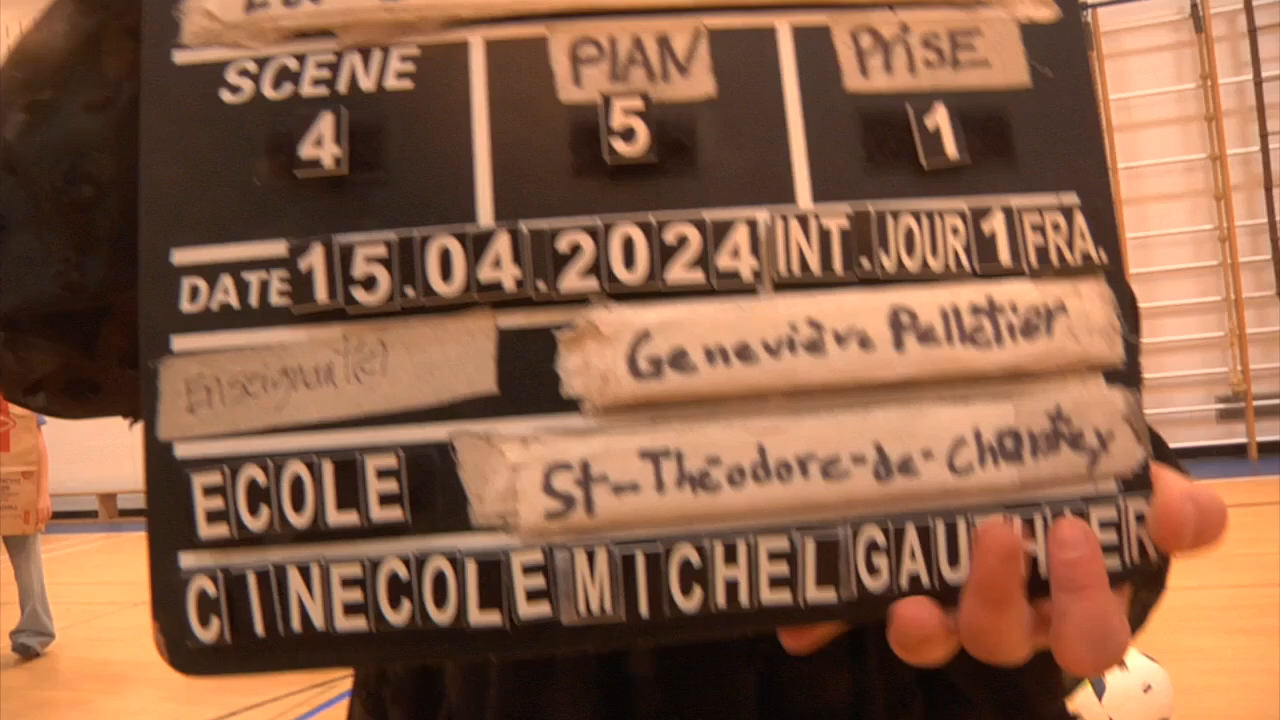 SCENE PLAN PRISE
4 5 1
DATE 15.04.2024 INT. JOUR 1 FRA.
Enseignant(e) Geneviève Pelletier
ECOLE St-Théodore-de-Chertsey
CINECOLE MICHEL GAUTHIER